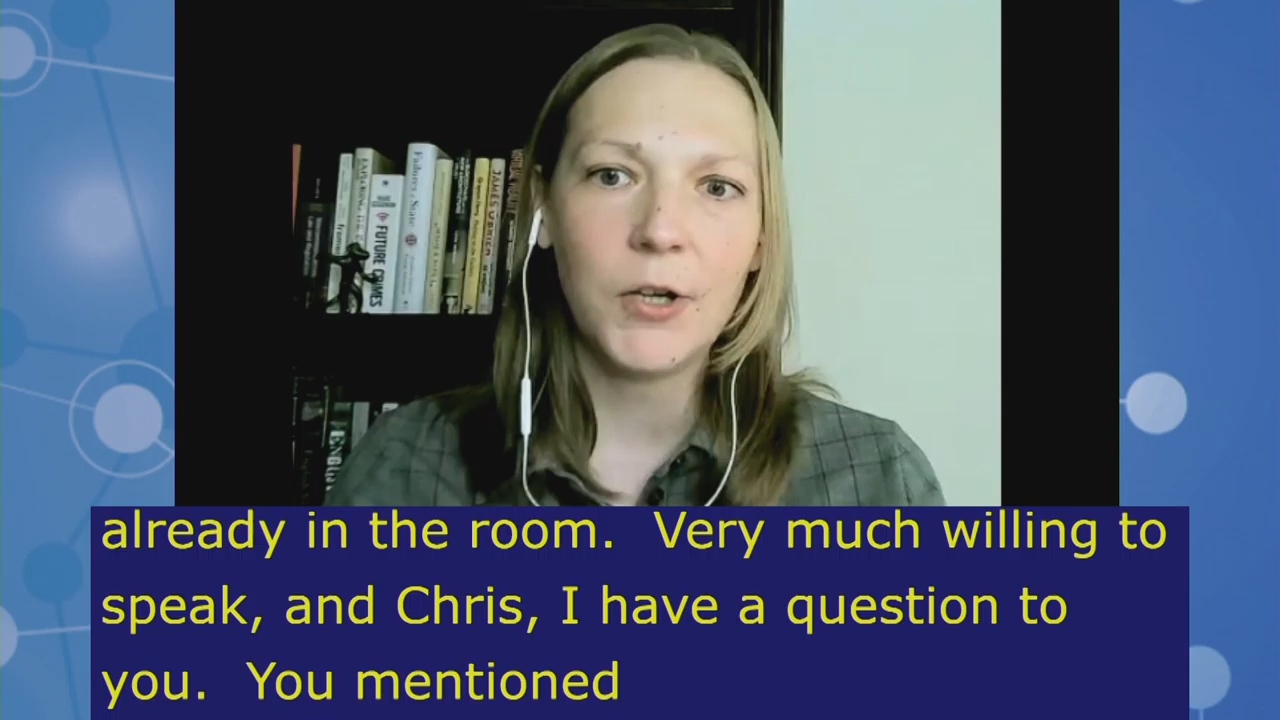 FUTURE CRIMES
Failures of State
JAMES O'BRIEN
already in the room.  Very much willing to
speak, and Chris, I have a question to
you.  You mentioned